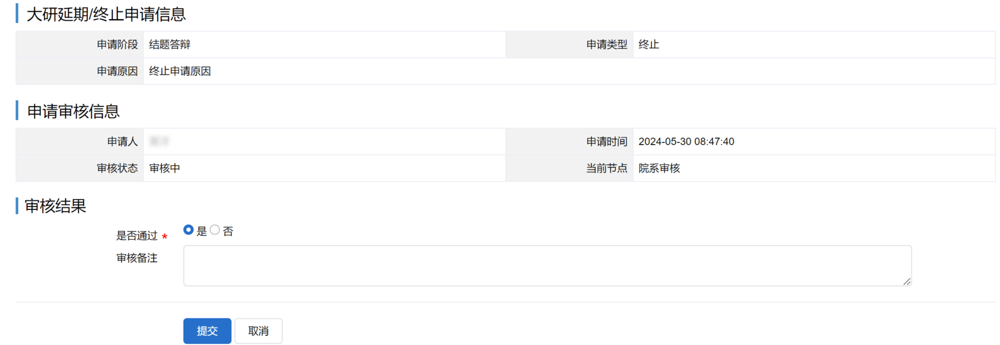 大研延期/终止申请信息
申请阶段 结题答辩 申请类型 终止
申请原因 终止申请原因
申请审核信息
申请人 申请时间 2024-05-30 08:47:40
审核状态 审核中 当前节点 院系审核
审核结果
是否通过 * 是 否
审核备注
提交 取消